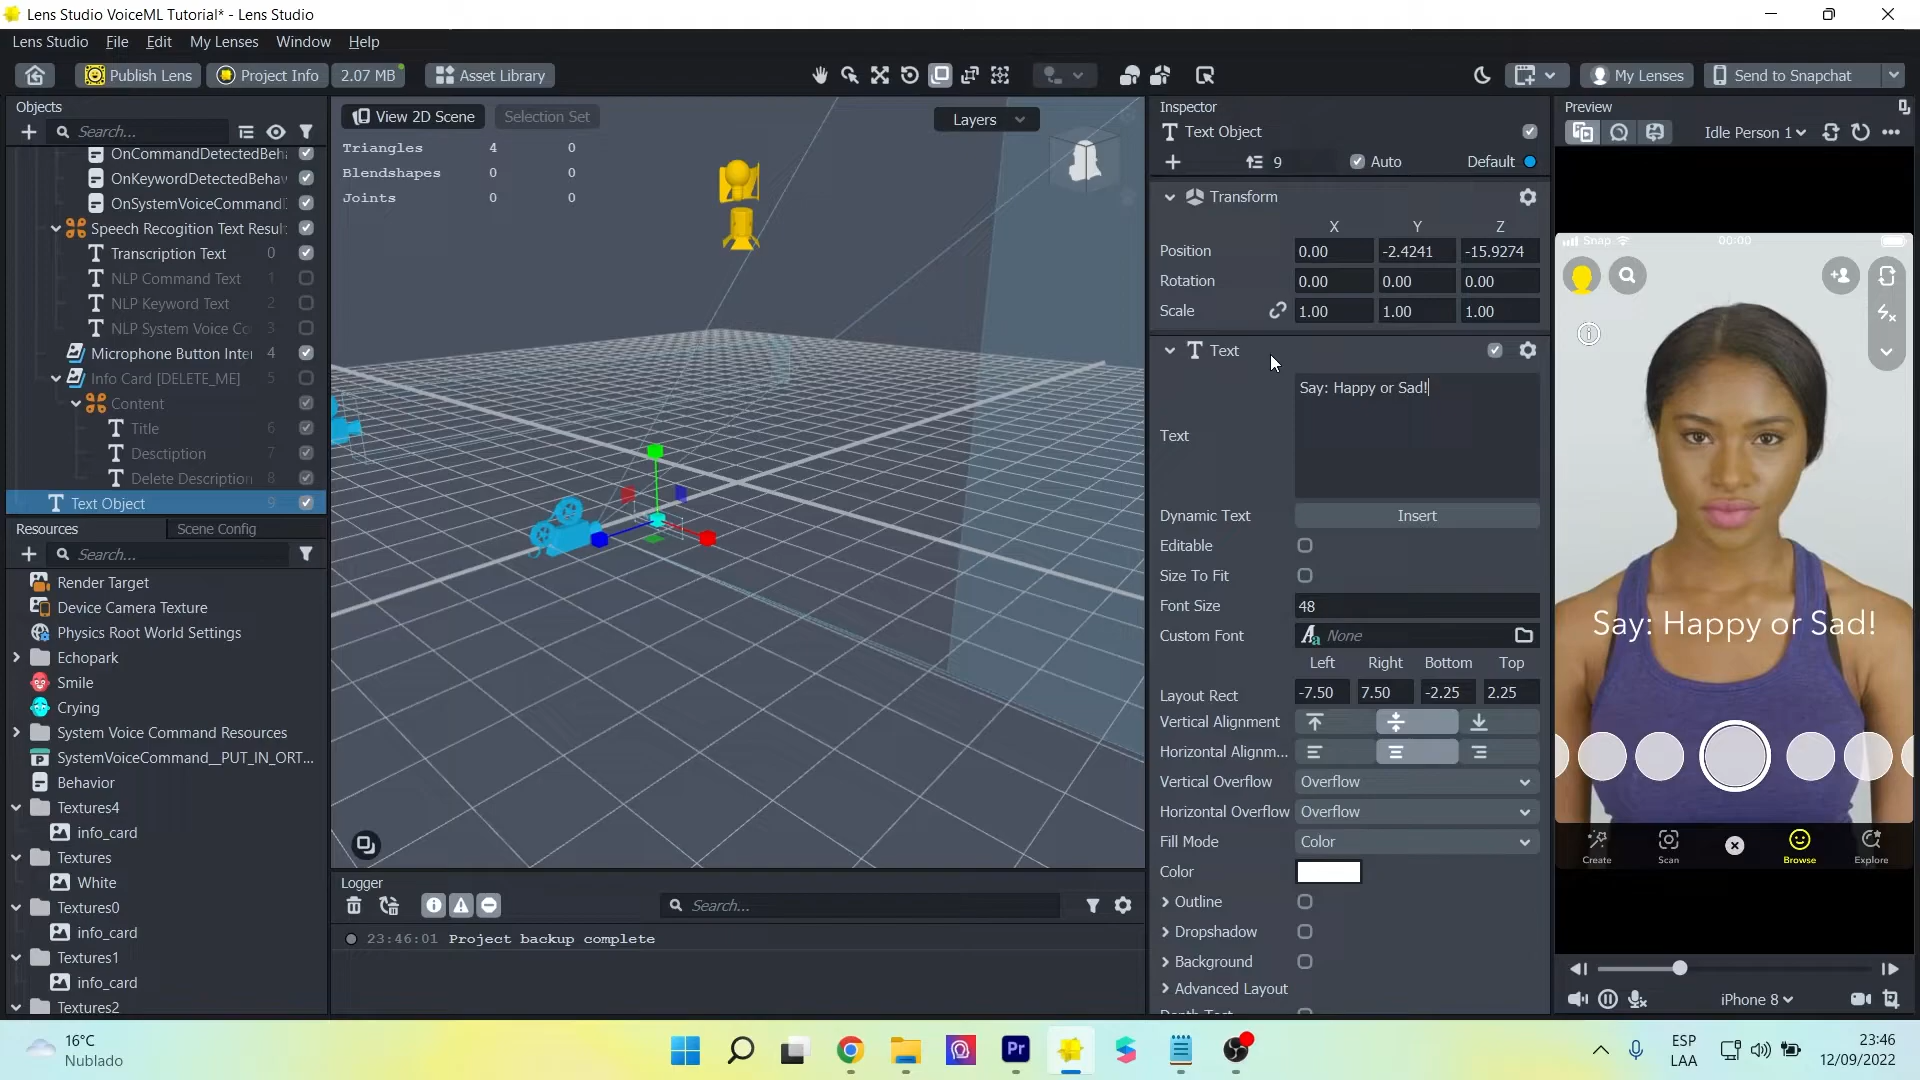 Lens Studio VoiceML Tutorial* - Lens Studio
Lens Studio File Edit My Lenses Window Help
Publish Lens Project Info 2.07 MB Asset Library My Lenses Send to Snapchat
Objects
Search...
OnCommandDetectedBeh
OnKeywordDetectedBehav
OnSystemVoiceCommand
Speech Recogition Text Resul
Transcription Text 0
NLP Command Text 1
NLP Keyword Text 2
NLP System Voice Co 3
Microphone Button Inte 4
Info Card [DELETE_ME] 5
Content
Title 6
Desctiption 7
Delete Description 8
Text Object 9
Resources Scene Config
Search...
Render Target
Device Camera Texture
Physics Root World Settings
Echopark
Smile
Crying
System Voice Command Resources
SystemVoiceCommand__PUT_IN_ORT...
Behavior
Textures4
info_card
Textures
White
Textures0
info_card
Textures1
info_card
Textures2
View 2D Scene Selection Set Layers
Triangles 4 0
Blendshapes 0 0
Joints 0 0
Logger
Search...
23:46:01 Project backup complete
Inspector
Text Object
9 Auto Default
Transform
X Y Z
Position 0.00 -2.4241 -15.9274
Rotation 0.00 0.00 0.00
Scale 1.00 1.00 1.00
Text
Say: Happy or Sad!
Text
Dynamic Text Insert
Editable
Size To Fit
Font Size 48
Custom Font None
Left Right Bottom Top
Layout Rect -7.50 7.50 -2.25 2.25
Vertical Alignment
Horizontal Alignm...
Vertical Overflow Overflow
Horizontal Overflow Overflow
Fill Mode Color
Color
Outline
Dropshadow
Background
Advanced Layout
Depth Test
Preview
Idle Person 1
Snap 00:00
Say: Happy or Sad!
Create Scan Browse Explore
iPhone 8
16°C
Nublado
Pr
ESP
LAA
23:46
12/09/2022